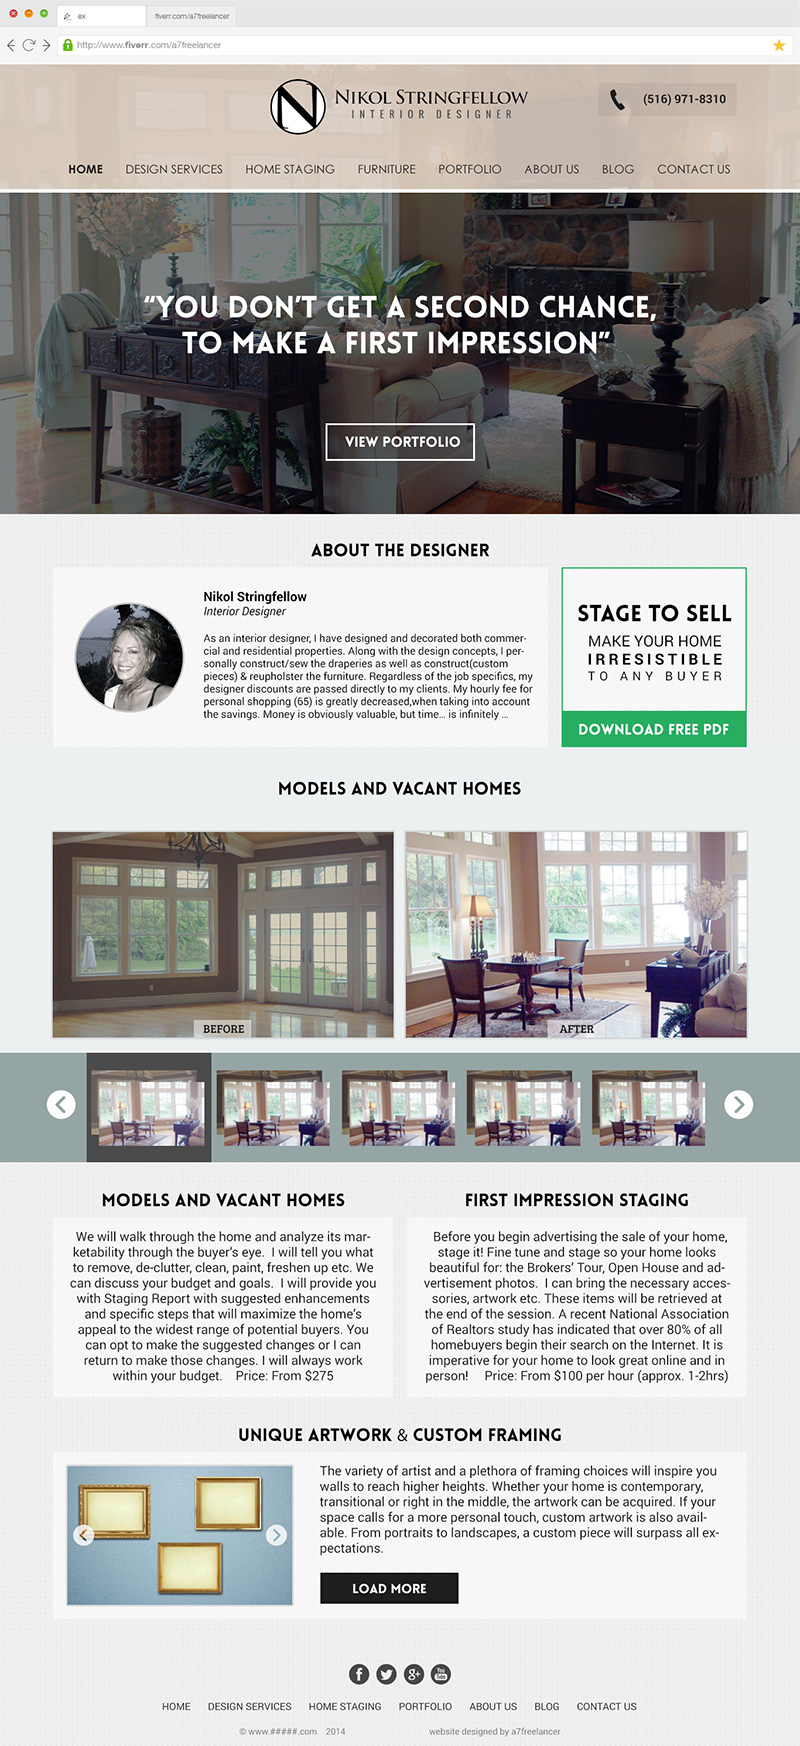 ex
fiverr.com/a7freelancer
http://www.fiverr.com/a7freelancer
N
NIKOL STRINGFELLOW
INTERIOR DESIGNER
(516) 971-8310
HOME DESIGN SERVICES HOME STAGING FURNITURE PORTFOLIO ABOUT US BLOG CONTACT US
“YOU DON’T GET A SECOND CHANCE,
TO MAKE A FIRST IMPRESSION”
VIEW PORTFOLIO
ABOUT THE DESIGNER
Nikol Stringfellow
Interior Designer
As an interior designer, I have designed and decorated both commer-
cial and residential properties. Along with the design concepts, I per-
sonally construct/sew the draperies as well as construct(custom
pieces) & reupholster the furniture. Regardless of the job specifics, my
designer discounts are passed directly to my clients. My hourly fee for
personal shopping (65) is greatly decreased,when taking into account
the savings. Money is obviously valuable, but time... is infinitely ...
STAGE TO SELL
MAKE YOUR HOME
IRRESISTIBLE
TO ANY BUYER
DOWNLOAD FREE PDF
MODELS AND VACANT HOMES
BEFORE
AFTER
MODELS AND VACANT HOMES
We will walk through the home and analyze its mar-
ketability through the buyer’s eye. I will tell you what
to remove, de-clutter, clean, paint, freshen up etc. We
can discuss your budget and goals. I will provide you
with Staging Report with suggested enhancements
and specific steps that will maximize the home’s
appeal to the widest range of potential buyers. You
can opt to make the suggested changes or I can
return to make those changes. I will always work
within your budget. Price: From $275
FIRST IMPRESSION STAGING
Before you begin advertising the sale of your home,
stage it! Fine tune and stage so your home looks
beautiful for: the Brokers’ Tour, Open House and ad-
vertisement photos. I can bring the necessary acces-
sories, artwork etc. These items will be retrieved at
the end of the session. A recent National Association
of Realtors study has indicated that over 80% of all
homebuyers begin their search on the Internet. It is
imperative for your home to look great online and in
person! Price: From $100 per hour (approx. 1-2hrs)
UNIQUE ARTWORK & CUSTOM FRAMING
The variety of artist and a plethora of framing choices will inspire you
walls to reach higher heights. Whether your home is contemporary,
transitional or right in the middle, the artwork can be acquired. If your
space calls for a more personal touch, custom artwork is also avail-
able. From portraits to landscapes, a custom piece will surpass all ex-
pectations.
LOAD MORE
f g+ You Tube
HOME DESIGN SERVICES HOME STAGING PORTFOLIO ABOUT US BLOG CONTACT US
© www.#####.com 2014 website designed by a7freelancer